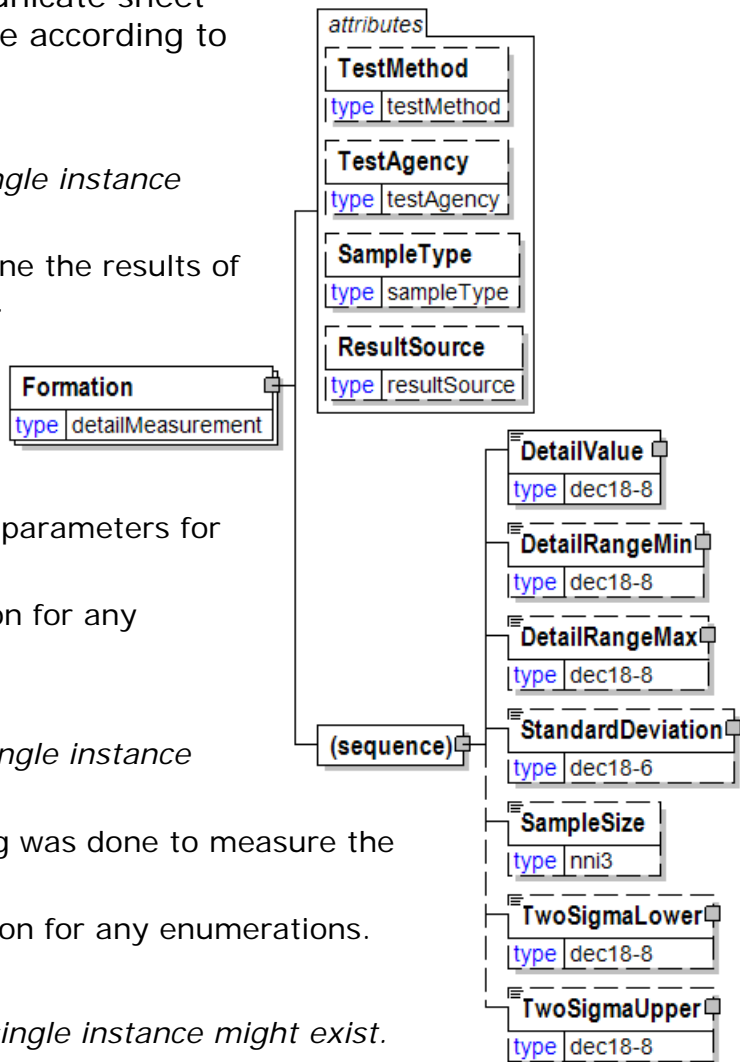 unicate sheet
e according to
ngle instance
ne the results of
.
parameters for
on for any
ngle instance
g was done to measure the
on for any enumerations.
single instance might exist.
Formation
type detailMeasurement
attributes
TestMethod
type testMethod
TestAgency
type testAgency
SampleType
type sampleType
ResultSource
type resultSource
(sequence)
DetailValue
type dec18-8
DetailRangeMin
type dec18-8
DetailRangeMax
type dec18-8
StandardDeviation
type dec18-6
SampleSize
type nni3
TwoSigmaLower
type dec18-8
TwoSigmaUpper
type dec18-8